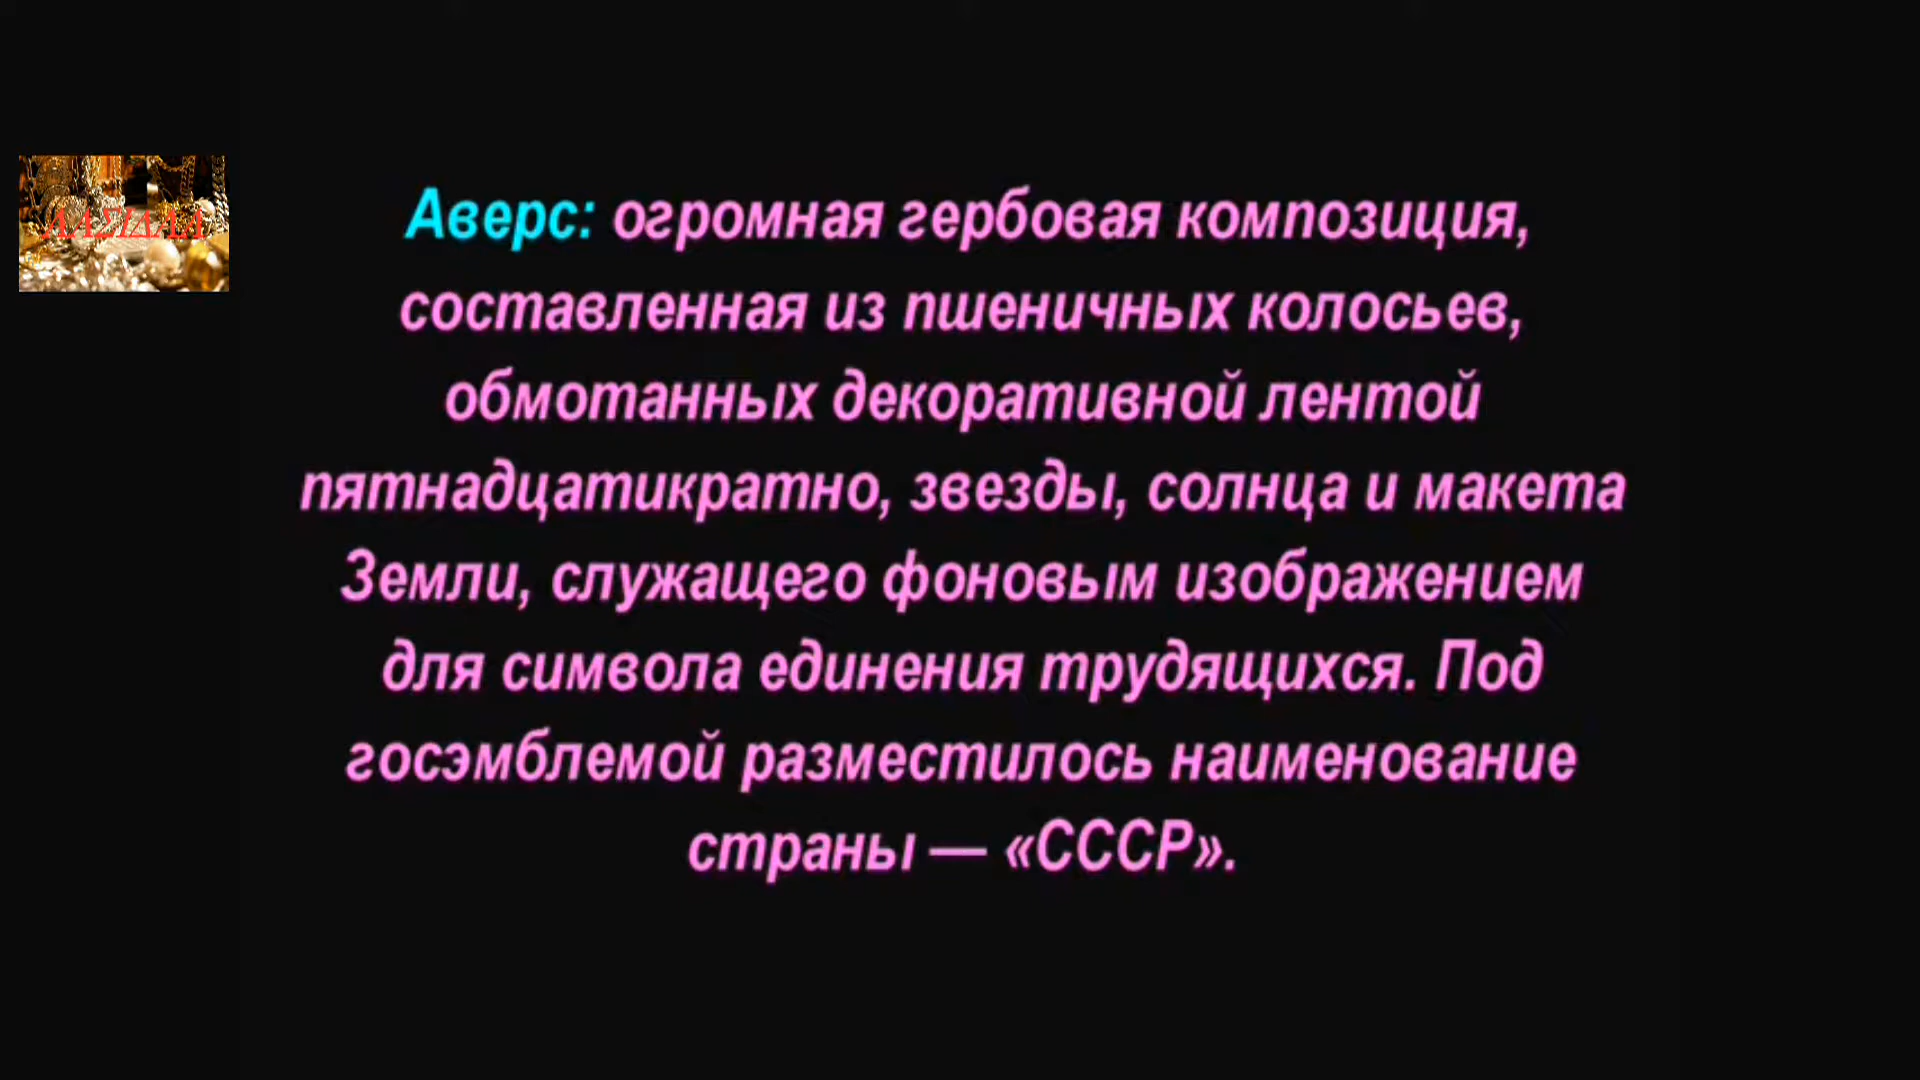 Аверс: огромная гербовая композиция,
составленная из пшеничных колосьев,
обмотанных декоративной лентой
пятнадцатикратно, звезды, солнца и макета
Земли, служащего фоновым изображением
для символа единения трудящихся. Под
госэмблемой разместилось наименование
страны — «СССР».